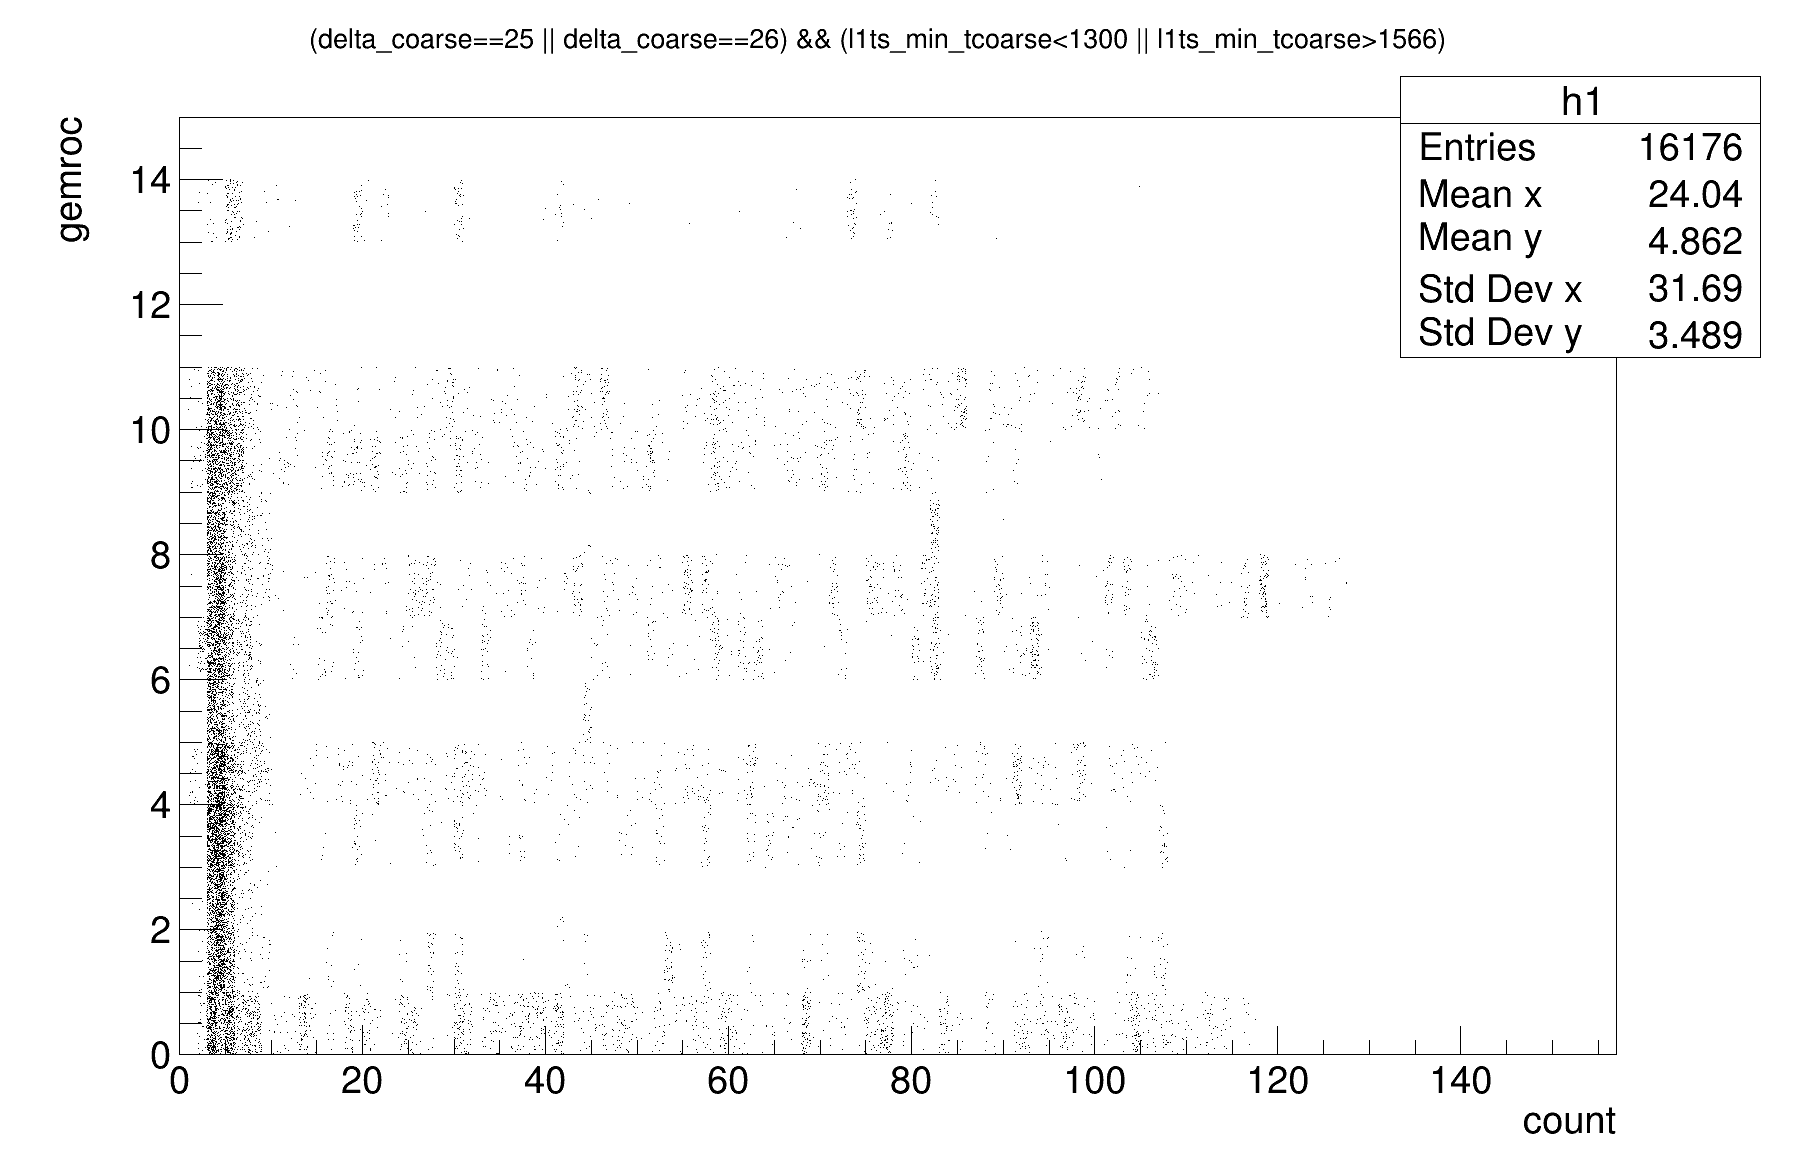 (delta_coarse==25 || delta_coarse==26) && (l1ts_min_tcoarse<1300 || l1ts_min_tcoarse>1566)
h1
Entries 16176
Mean x 24.04
Mean y 4.862
Std Dev x 31.69
Std Dev y 3.489
gemroc
14
12
10
8
6
4
2
0
0 20 40 60 80 100 120 140
count